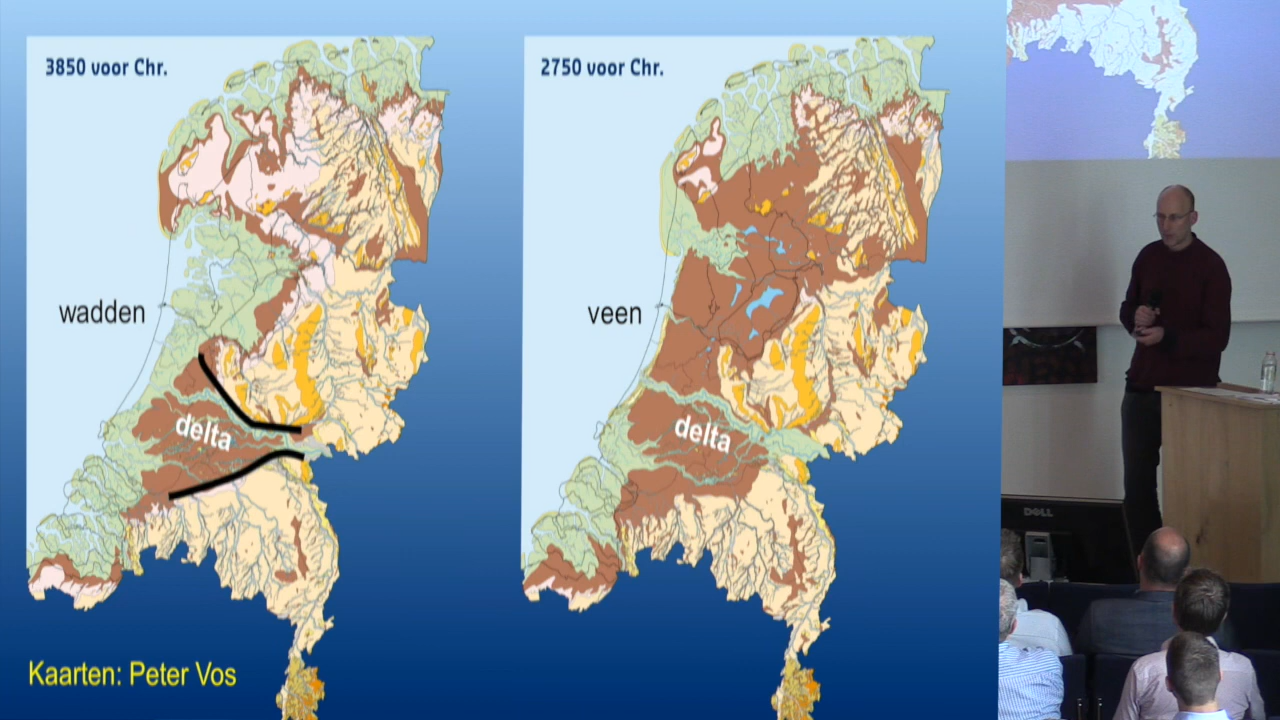 3850 voor Chr.
2750 voor Chr.
wadden
veen
delta
delta
Kaarten: Peter Vos
DELL